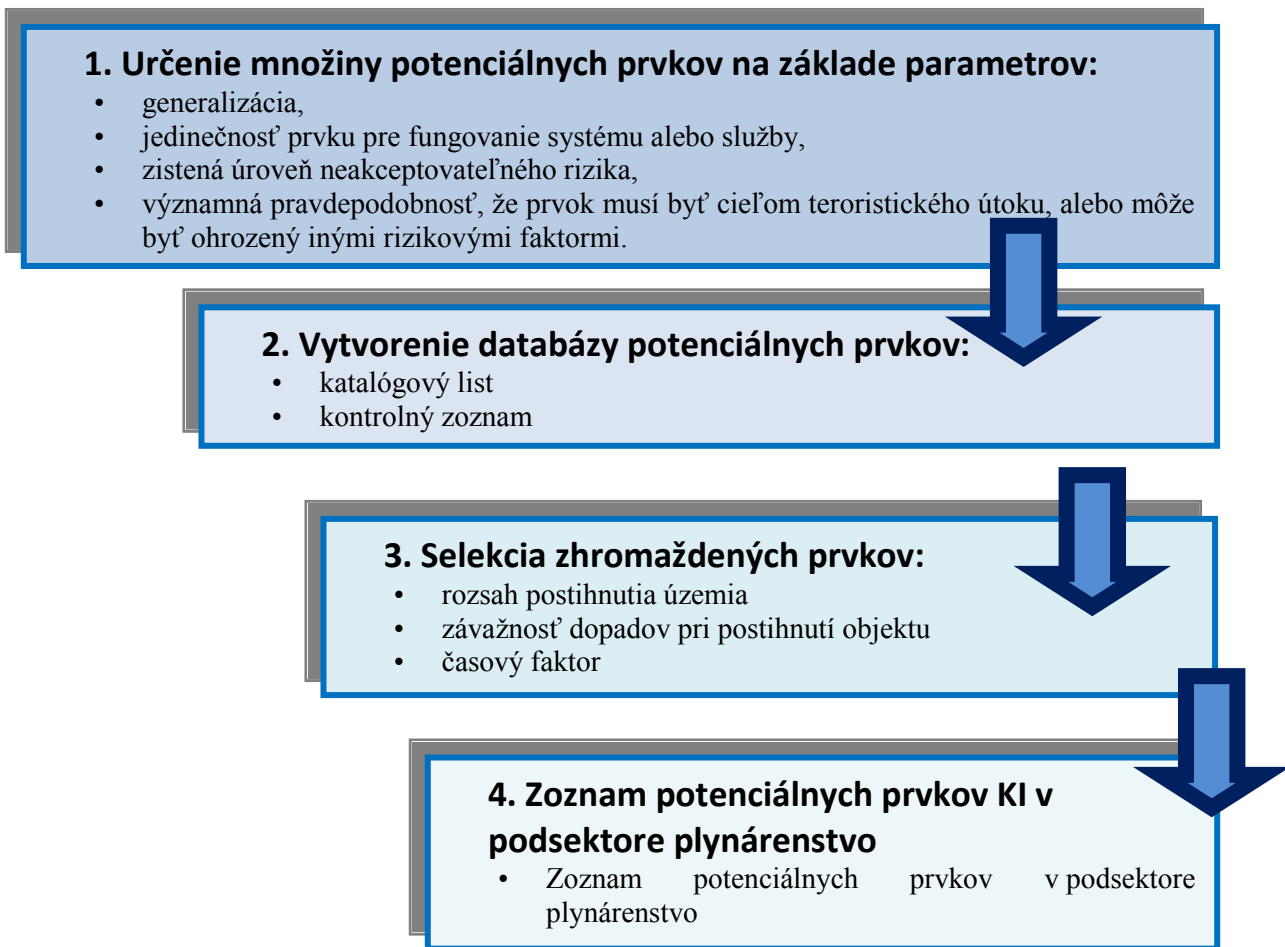 1. Určenie množiny potenciálnych prvkov na základe parametrov:
• generalizácia,
• jedinečnosť prvku pre fungovanie systému alebo služby,
• zistená úroveň neakceptovateľného rizika,
• významná pravdepodobnosť, že prvok musí byť cieľom teroristického útoku, alebo môže
byť ohrozený inými rizikovými faktormi.
2. Vytvorenie databázy potenciálnych prvkov:
• katalógový list
• kontrolný zoznam
3. Selekcia zhromaždených prvkov:
• rozsah postihnutia územia
• závažnosť dopadov pri postihnutí objektu
• časový faktor
4. Zoznam potenciálnych prvkov KI v
podsektore plynárenstvo
• Zoznam potenciálnych prvkov v podsektore
plynárenstvo